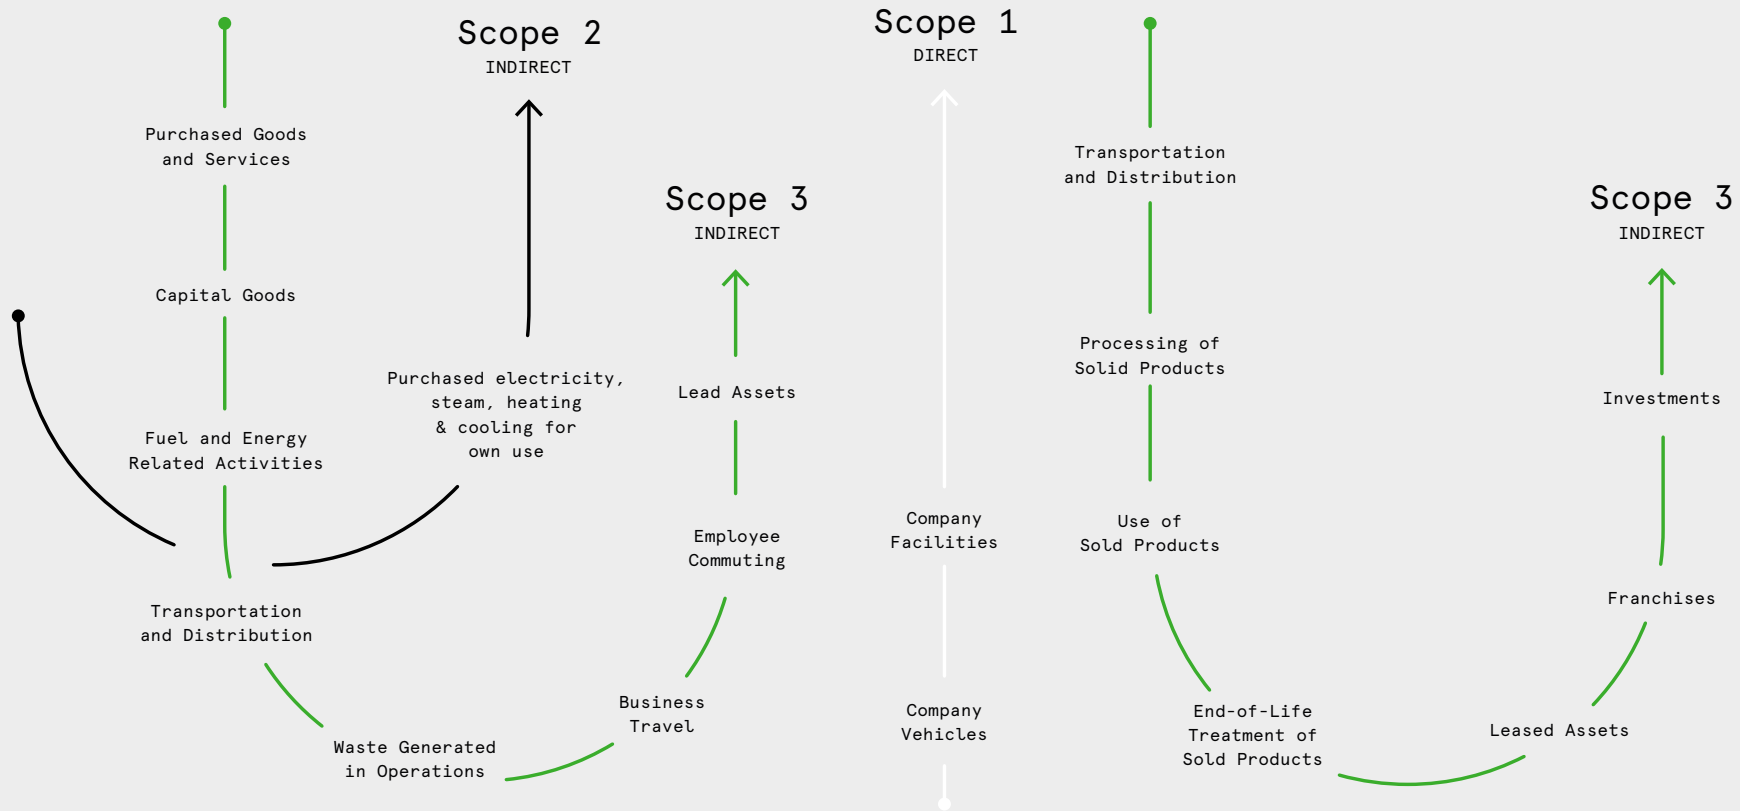 Scope 2
INDIRECT
Purchased electricity,
steam, heating
& cooling for
own use
Purchased Goods
and Services
Capital Goods
Fuel and Energy
Related Activities
Transportation
and Distribution
Waste Generated
in Operations
Business
Travel
Employee
Commuting
Lead Assets
Scope 3
INDIRECT
Scope 1
DIRECT
Company
Facilities
Company
Vehicles
Transportation
and Distribution
Processing of
Solid Products
Use of
Sold Products
End-of-Life
Treatment of
Sold Products
Leased Assets
Franchises
Investments
Scope 3
INDIRECT